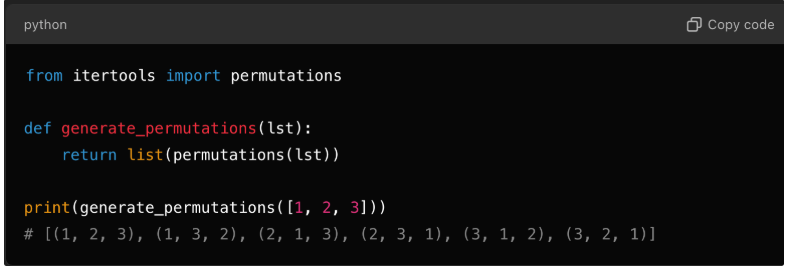 python
Copy code
from itertools import permutations
def generate_permutations(lst):
    return list(permutations(lst))
print(generate_permutations([1, 2, 3]))
# [(1, 2, 3), (1, 3, 2), (2, 1, 3), (2, 3, 1), (3, 1, 2), (3, 2, 1)]